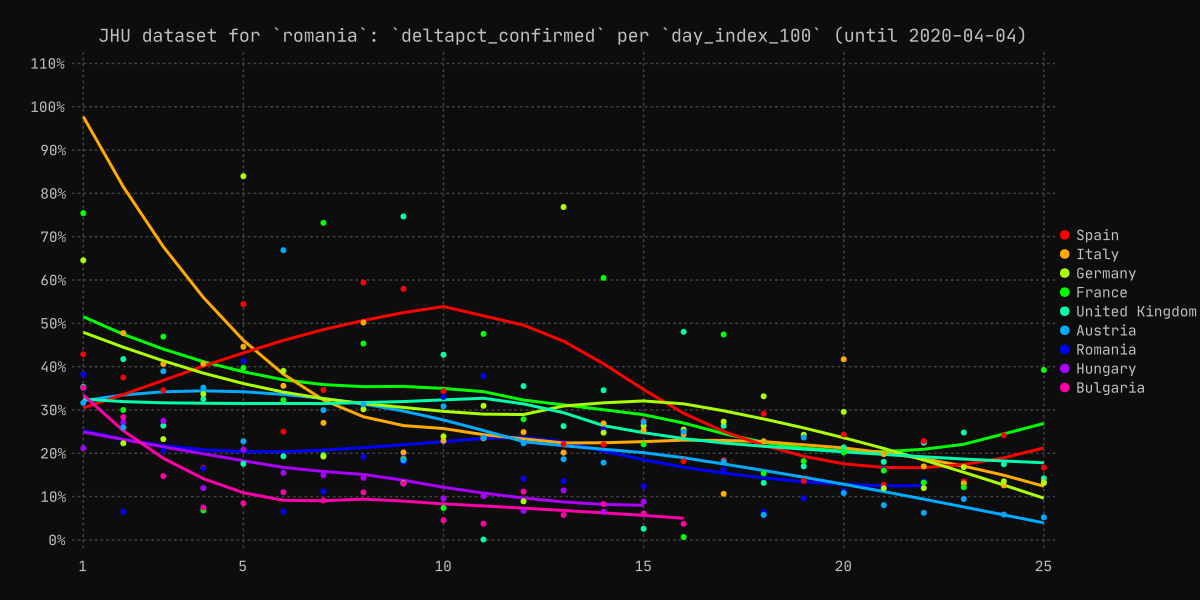 JHU dataset for `romania`: `deltapct_confirmed` per `day_index_100` (until 2020-04-04)
110%
100%
90%
80%
70%
60%
50%
40%
30%
20%
10%
0%
1 5 10 15 20 25
Spain
Italy
Germany
France
United Kingdom
Austria
Romania
Hungary
Bulgaria